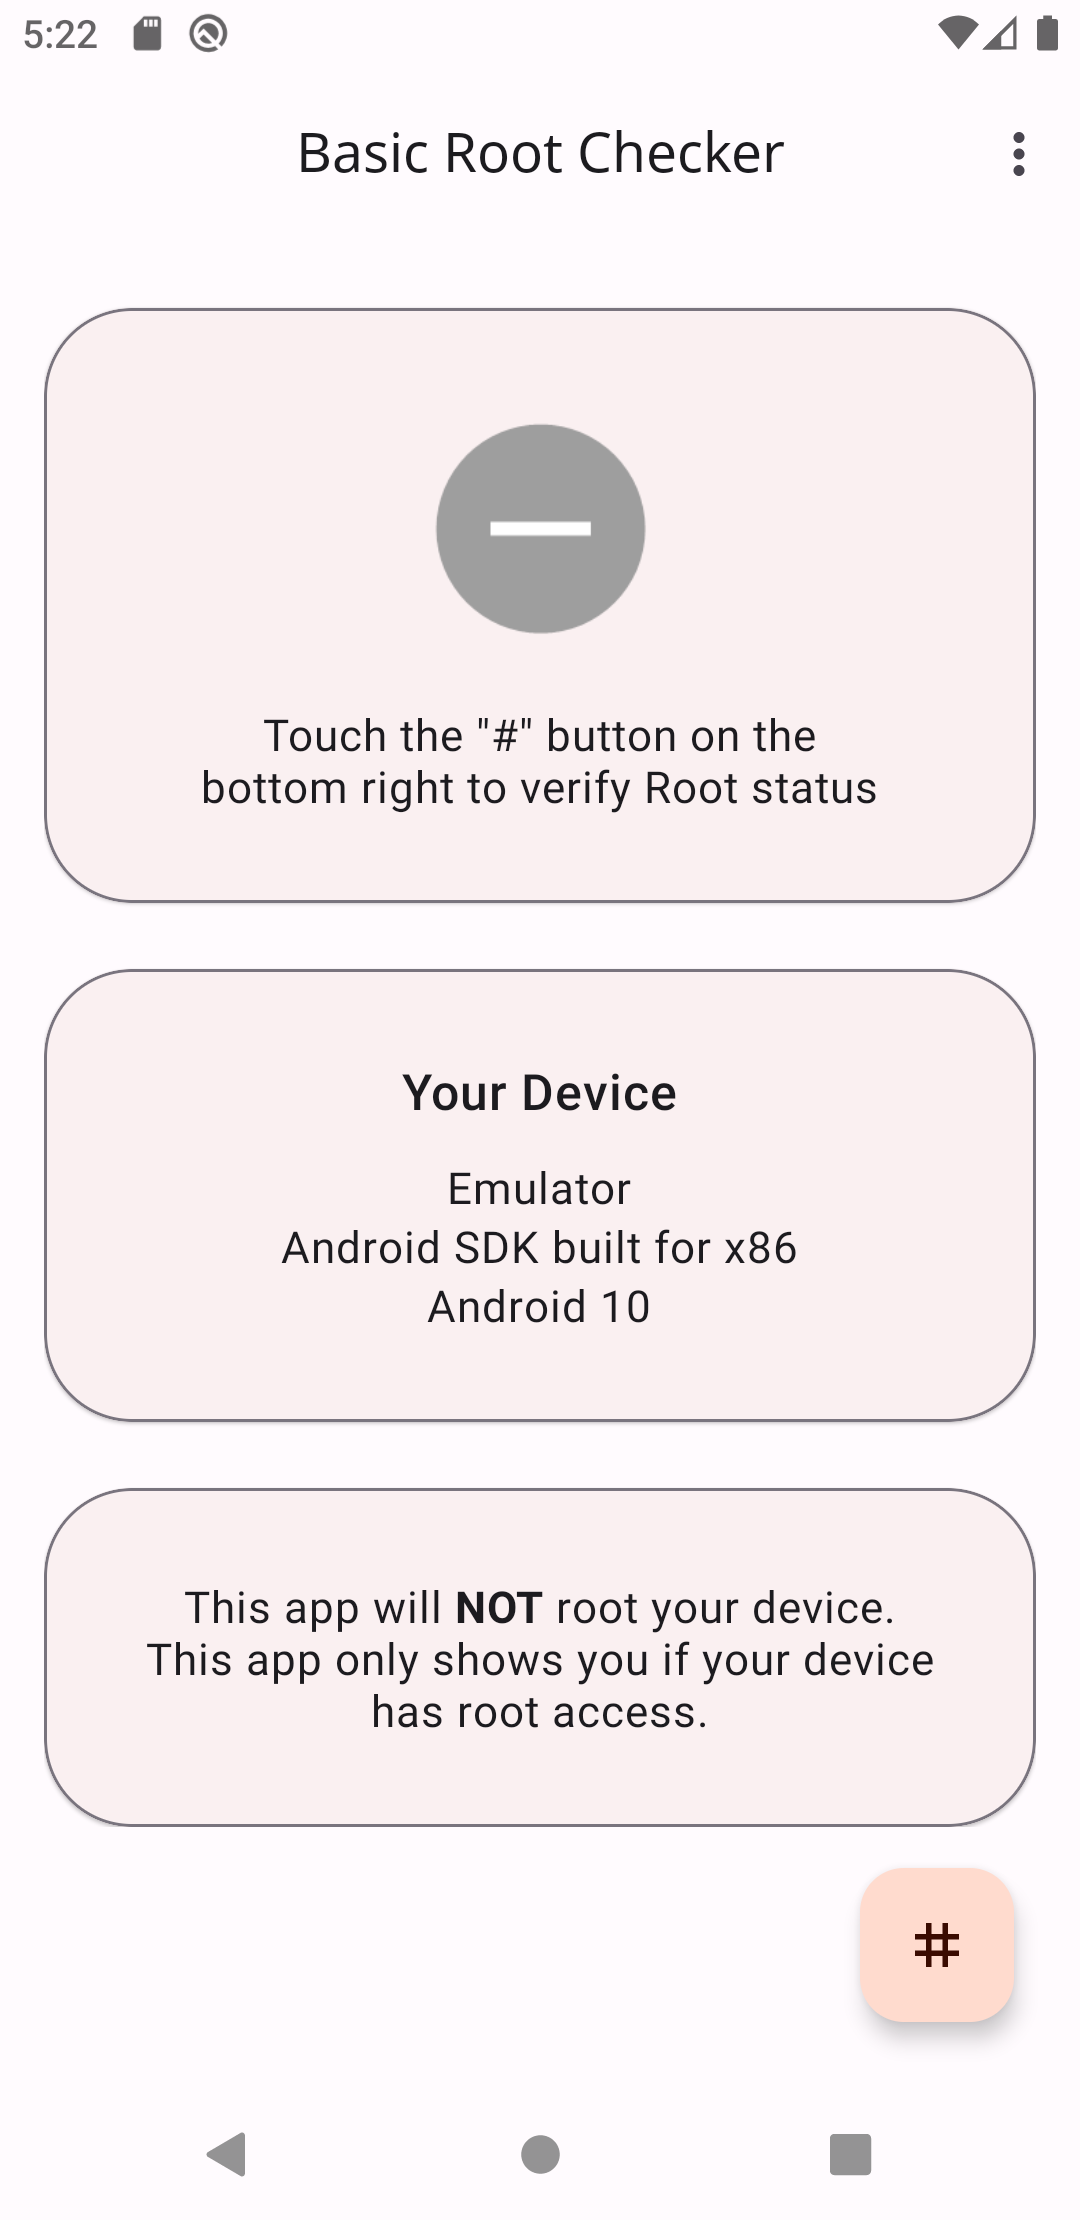 5:22
Basic Root Checker
Touch the "#" button on the
bottom right to verify Root status
Your Device
Emulator
Android SDK built for x86
Android 10
This app will NOT root your device.
This app only shows you if your device
has root access.
#